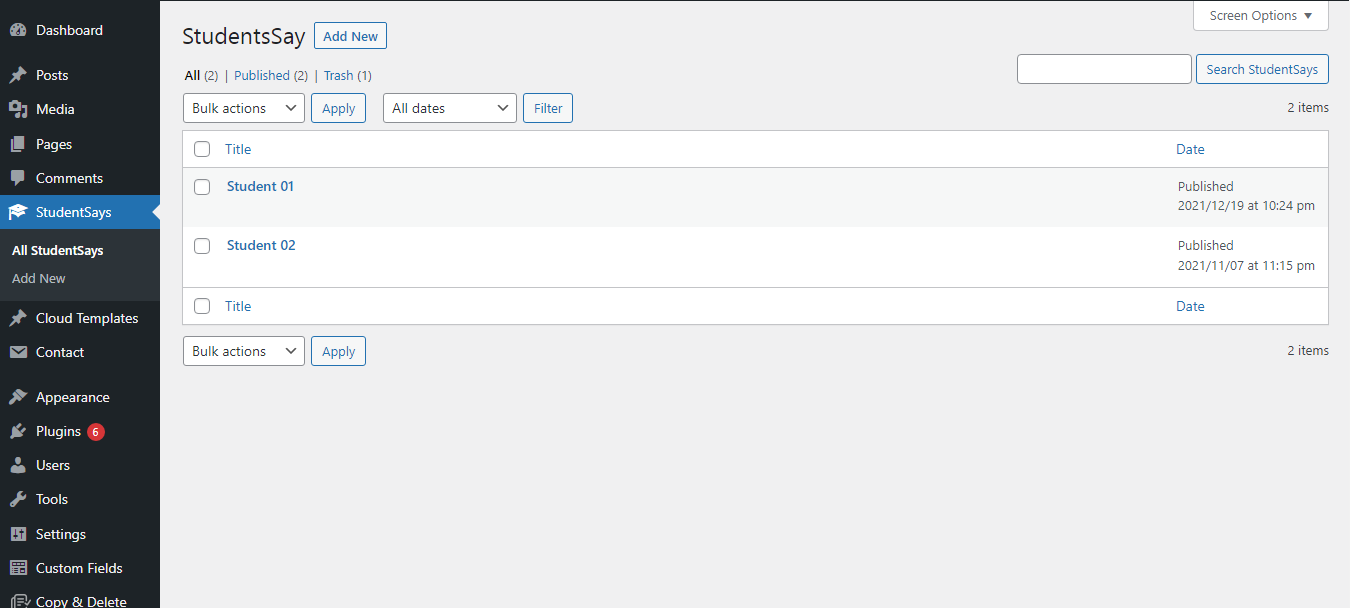 Dashboard
Posts
Media
Pages
Comments
StudentSays
All StudentSays
Add New
Cloud Templates
Contact
Appearance
Plugins 6
Users
Tools
Settings
Custom Fields
Copy & Delete
Screen Options ▼
StudentsSay Add New
All (2) | Published (2) | Trash (1)
Search StudentSays
Bulk actions Apply All dates Filter 2 items
Title Date
Student 01 Published
2021/12/19 at 10:24 pm
Student 02 Published
2021/11/07 at 11:15 pm
Title Date
Bulk actions Apply 2 items